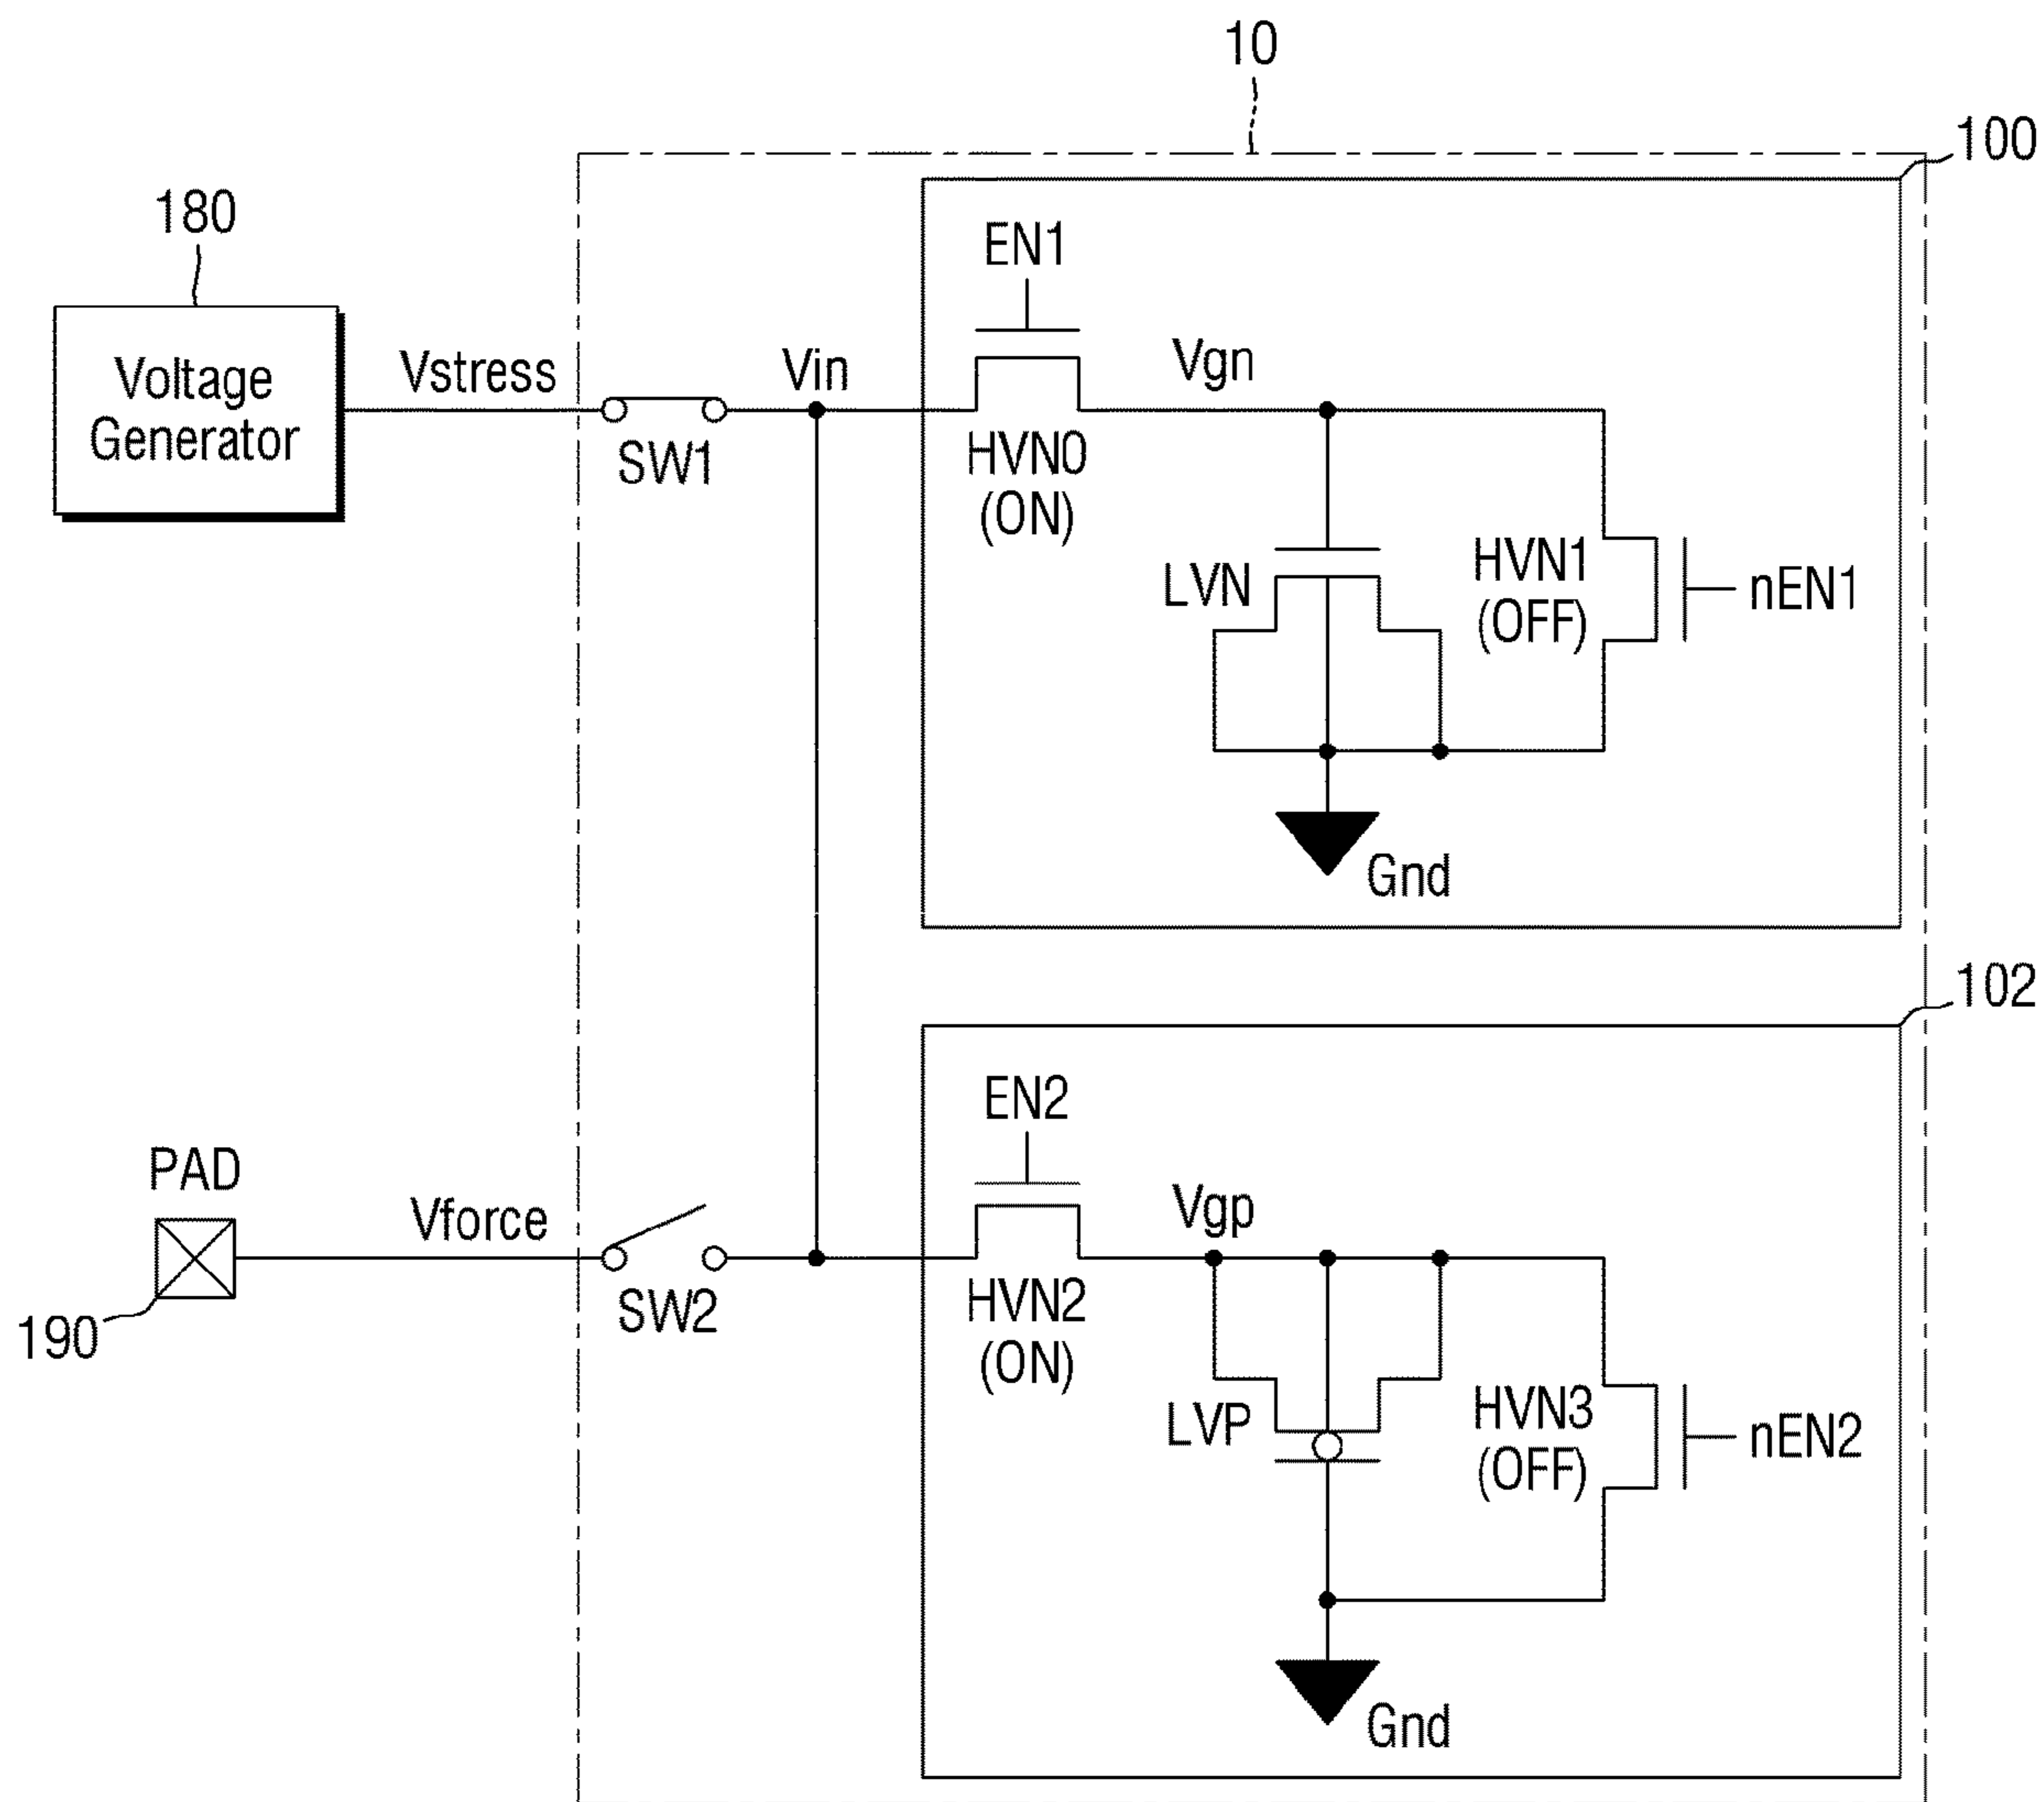 10
100
180
EN1
Voltage
Generator
Vstress
Vin
Vgn
SW1
HVN0
(ON)
LVN
HVN1
(OFF)
nEN1
Gnd
102
EN2
PAD
Vforce
Vgp
190
SW2
HVN2
(ON)
LVP
HVN3
(OFF)
nEN2
Gnd